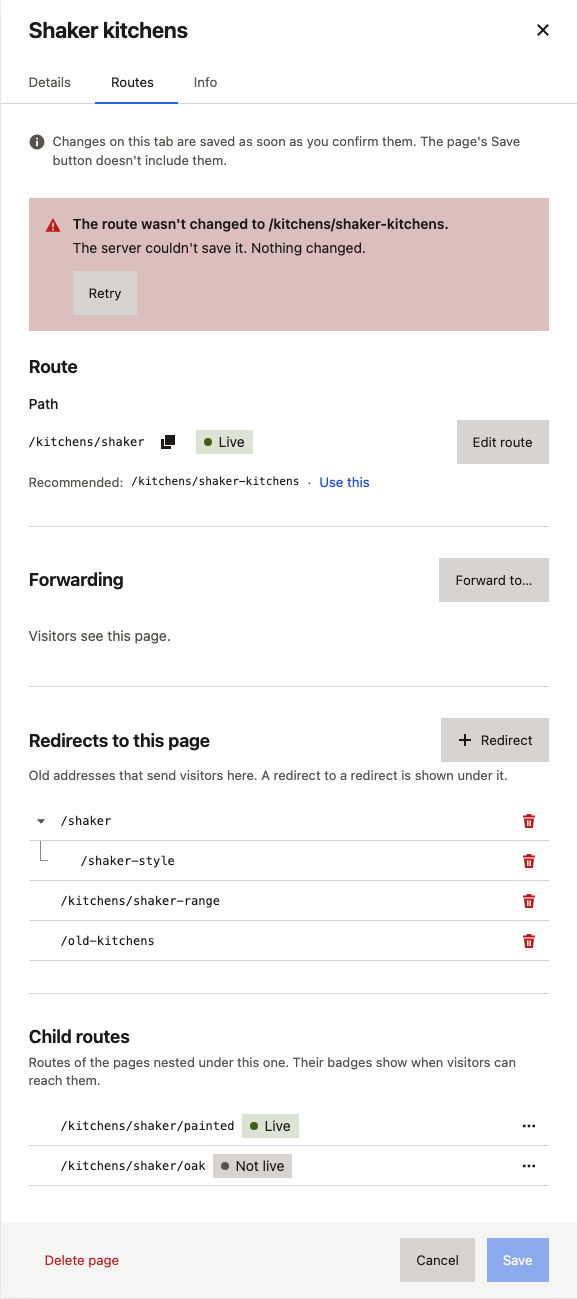 Shaker kitchens
Details Routes Info
Changes on this tab are saved as soon as you confirm them. The page's Save
button doesn't include them.
The route wasn't changed to /kitchens/shaker-kitchens.
The server couldn't save it. Nothing changed.
Retry
Route
Path
/kitchens/shaker Live Edit route
Recommended: /kitchens/shaker-kitchens · Use this
Forwarding Forward to...
Visitors see this page.
Redirects to this page + Redirect
Old addresses that send visitors here. A redirect to a redirect is shown under it.
/shaker
/shaker-style
/kitchens/shaker-range
/old-kitchens
Child routes
Routes of the pages nested under this one. Their badges show when visitors can
reach them.
/kitchens/shaker/painted Live
/kitchens/shaker/oak Not live
Delete page Cancel Save